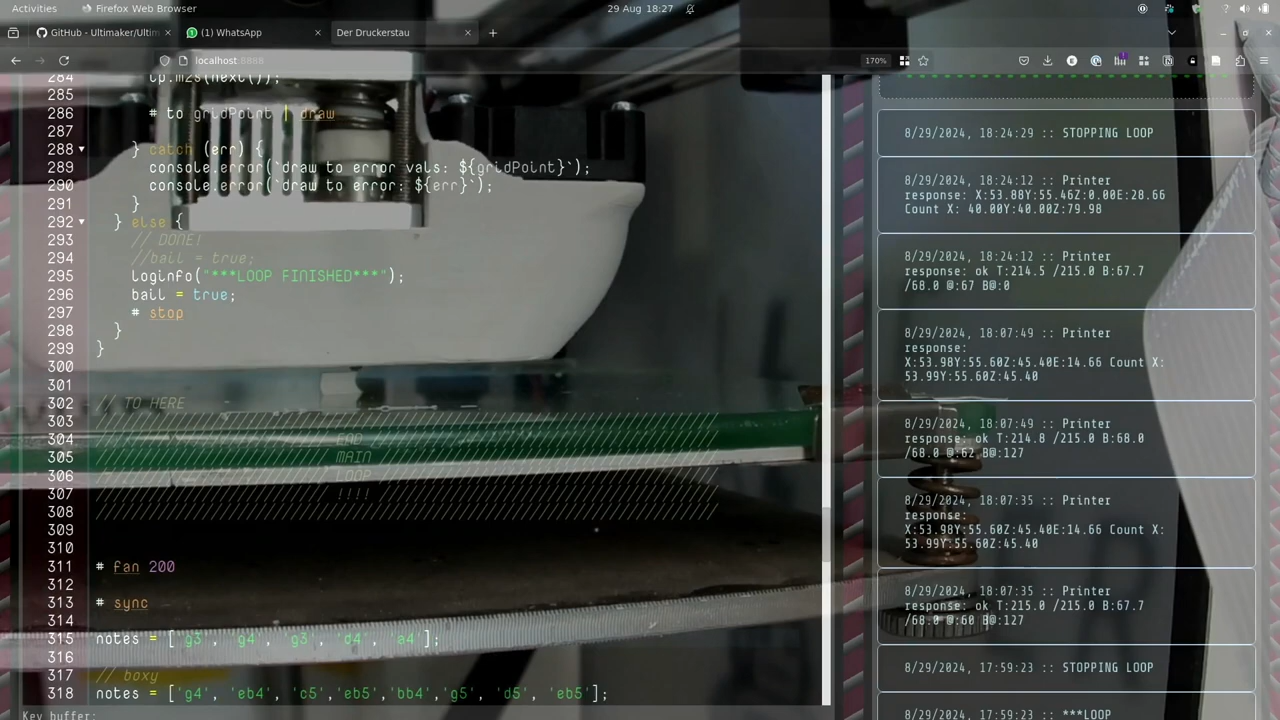 Activities
Firefox Web Browser
29 Aug 18:27
GitHub - Ultimaker/Ultim
(1) WhatsApp
Der Druckerstau
localhost:8888
170%
284 lp.m2s(next());
285
286 # to gridPoint | draw
287
288 } catch (err) {
289 console.error(`draw to error vals: ${gridPoint}`);
290 console.error(`draw to error: ${err}`);
291 }
292 } else {
293 // DONE!
294 //bail = true;
295 loginfo("***LOOP FINISHED***");
296 bail = true;
297 # stop
298 }
299 }
300
301
302 // TO HERE
303
304 END
305 MAIN
306 LOOP
307 !!!!
308
309
310
311 # fan 200
312
313 # sync
314
315 notes = ['g3', 'g4', 'g3', 'd4', 'a4'];
316
317 // boxy
318 notes = ['g4', 'eb4', 'c5','eb5','bb4','g5', 'd5', 'eb5'];
Key buffer:
8/29/2024, 18:24:29 :: STOPPING LOOP
8/29/2024, 18:24:12 :: Printer
response: X:53.88Y:55.46Z:0.00E:28.66
Count X: 40.00Y:40.00Z:79.98
8/29/2024, 18:24:12 :: Printer
response: ok T:214.5 /215.0 B:67.7
/68.0 @:67 B@:0
8/29/2024, 18:07:49 :: Printer
response:
X:53.98Y:55.60Z:45.40E:14.66 Count X:
53.99Y:55.60Z:45.40
8/29/2024, 18:07:49 :: Printer
response: ok T:214.8 /215.0 B:68.0
/68.0 @:62 B@:127
8/29/2024, 18:07:35 :: Printer
response:
X:53.98Y:55.60Z:45.40E:14.66 Count X:
53.99Y:55.60Z:45.40
8/29/2024, 18:07:35 :: Printer
response: ok T:215.0 /215.0 B:67.7
/68.0 @:60 B@:127
8/29/2024, 17:59:23 :: STOPPING LOOP
8/29/2024, 17:59:23 :: ***LOOP